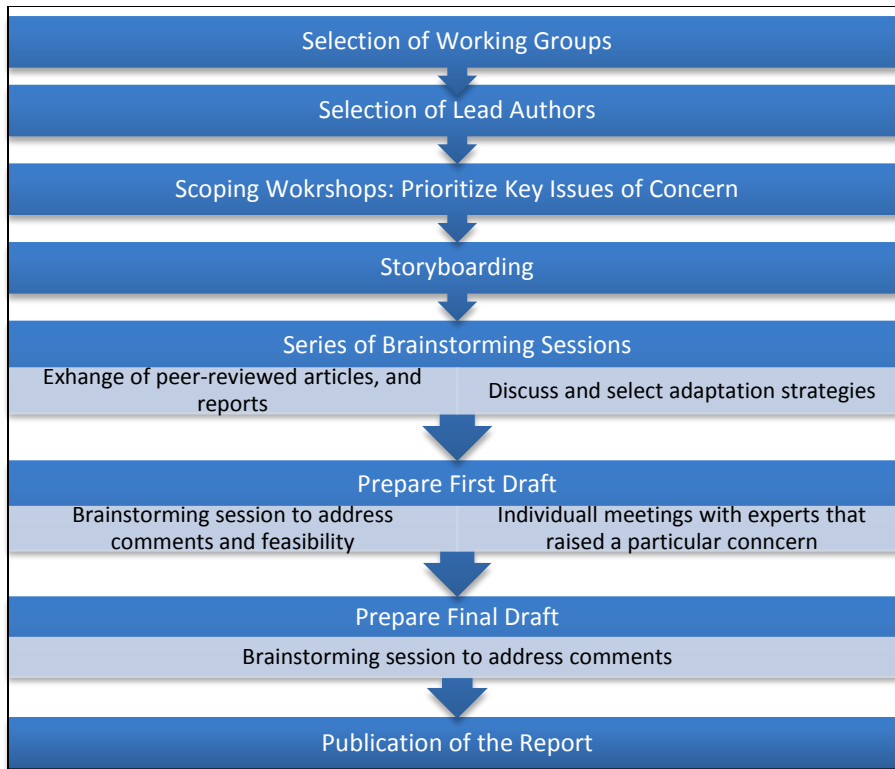 Selection of Working Groups
Selection of Lead Authors
Scoping Wokrshops: Prioritize Key Issues of Concern
Storyboarding
Series of Brainstorming Sessions
Exhange of peer-reviewed articles, and
reports
Discuss and select adaptation strategies
Prepare First Draft
Brainstorming session to address
comments and feasibility
Individuall meetings with experts that
raised a particular conncern
Prepare Final Draft
Brainstorming session to address comments
Publication of the Report